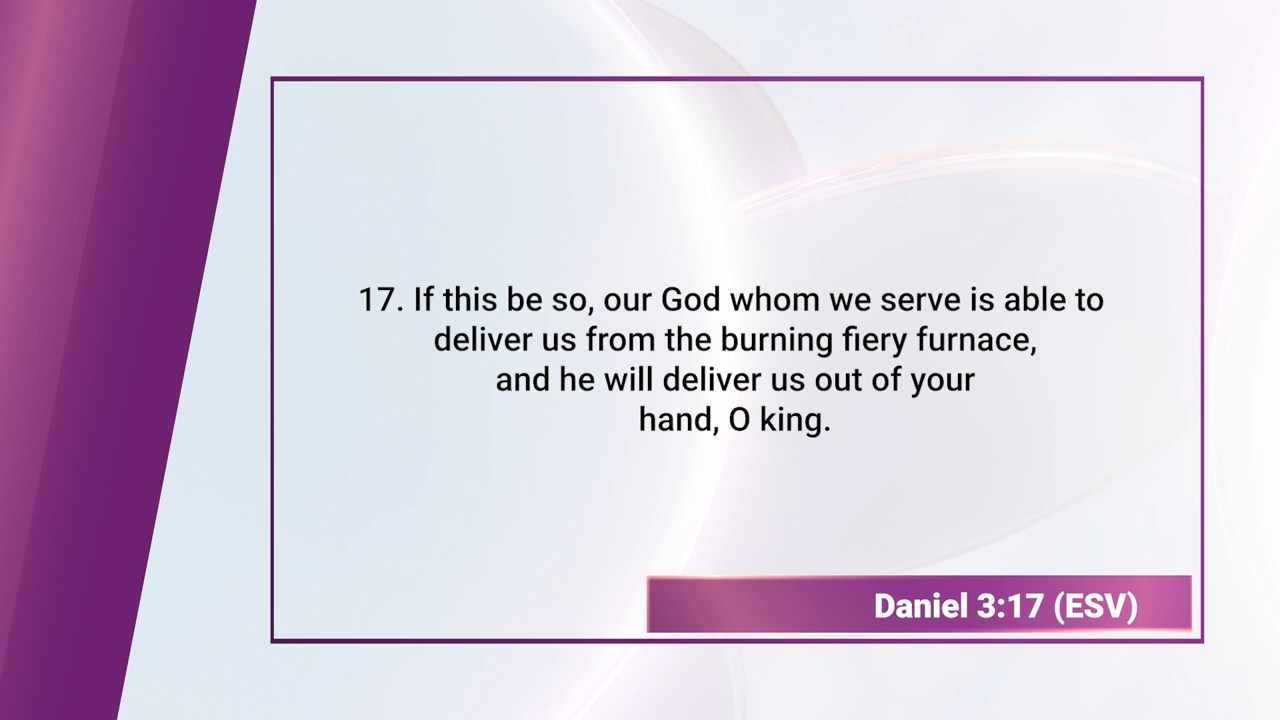 17. If this be so, our God whom we serve is able to
deliver us from the burning fiery furnace,
and he will deliver us out of your
hand, O king.
Daniel 3:17 (ESV)